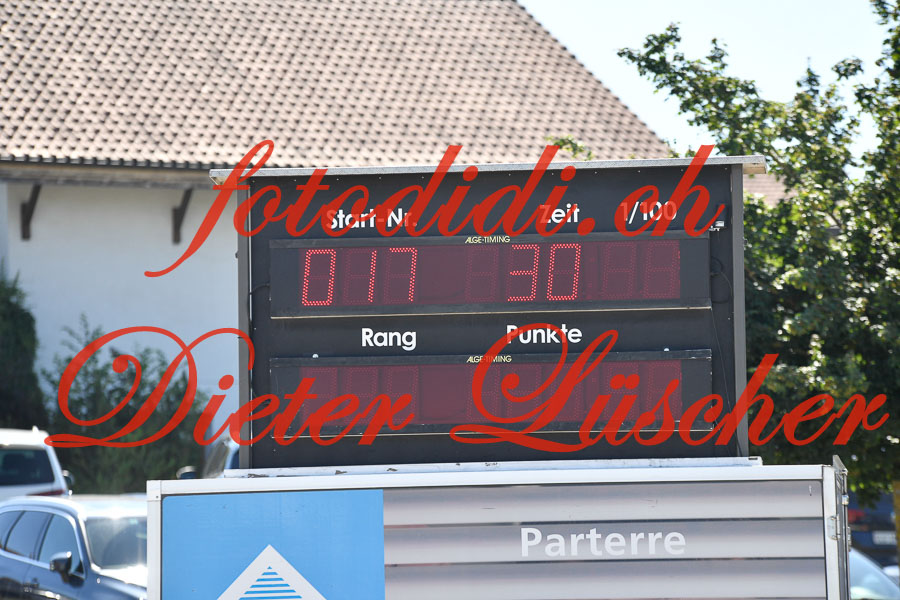 fotodidi.ch
Start-Nr. Zeit 1/100
ALGE-TIMING
017 30
Rang Punkte
ALGE-TIMING
Dieter Lüscher
Parterre